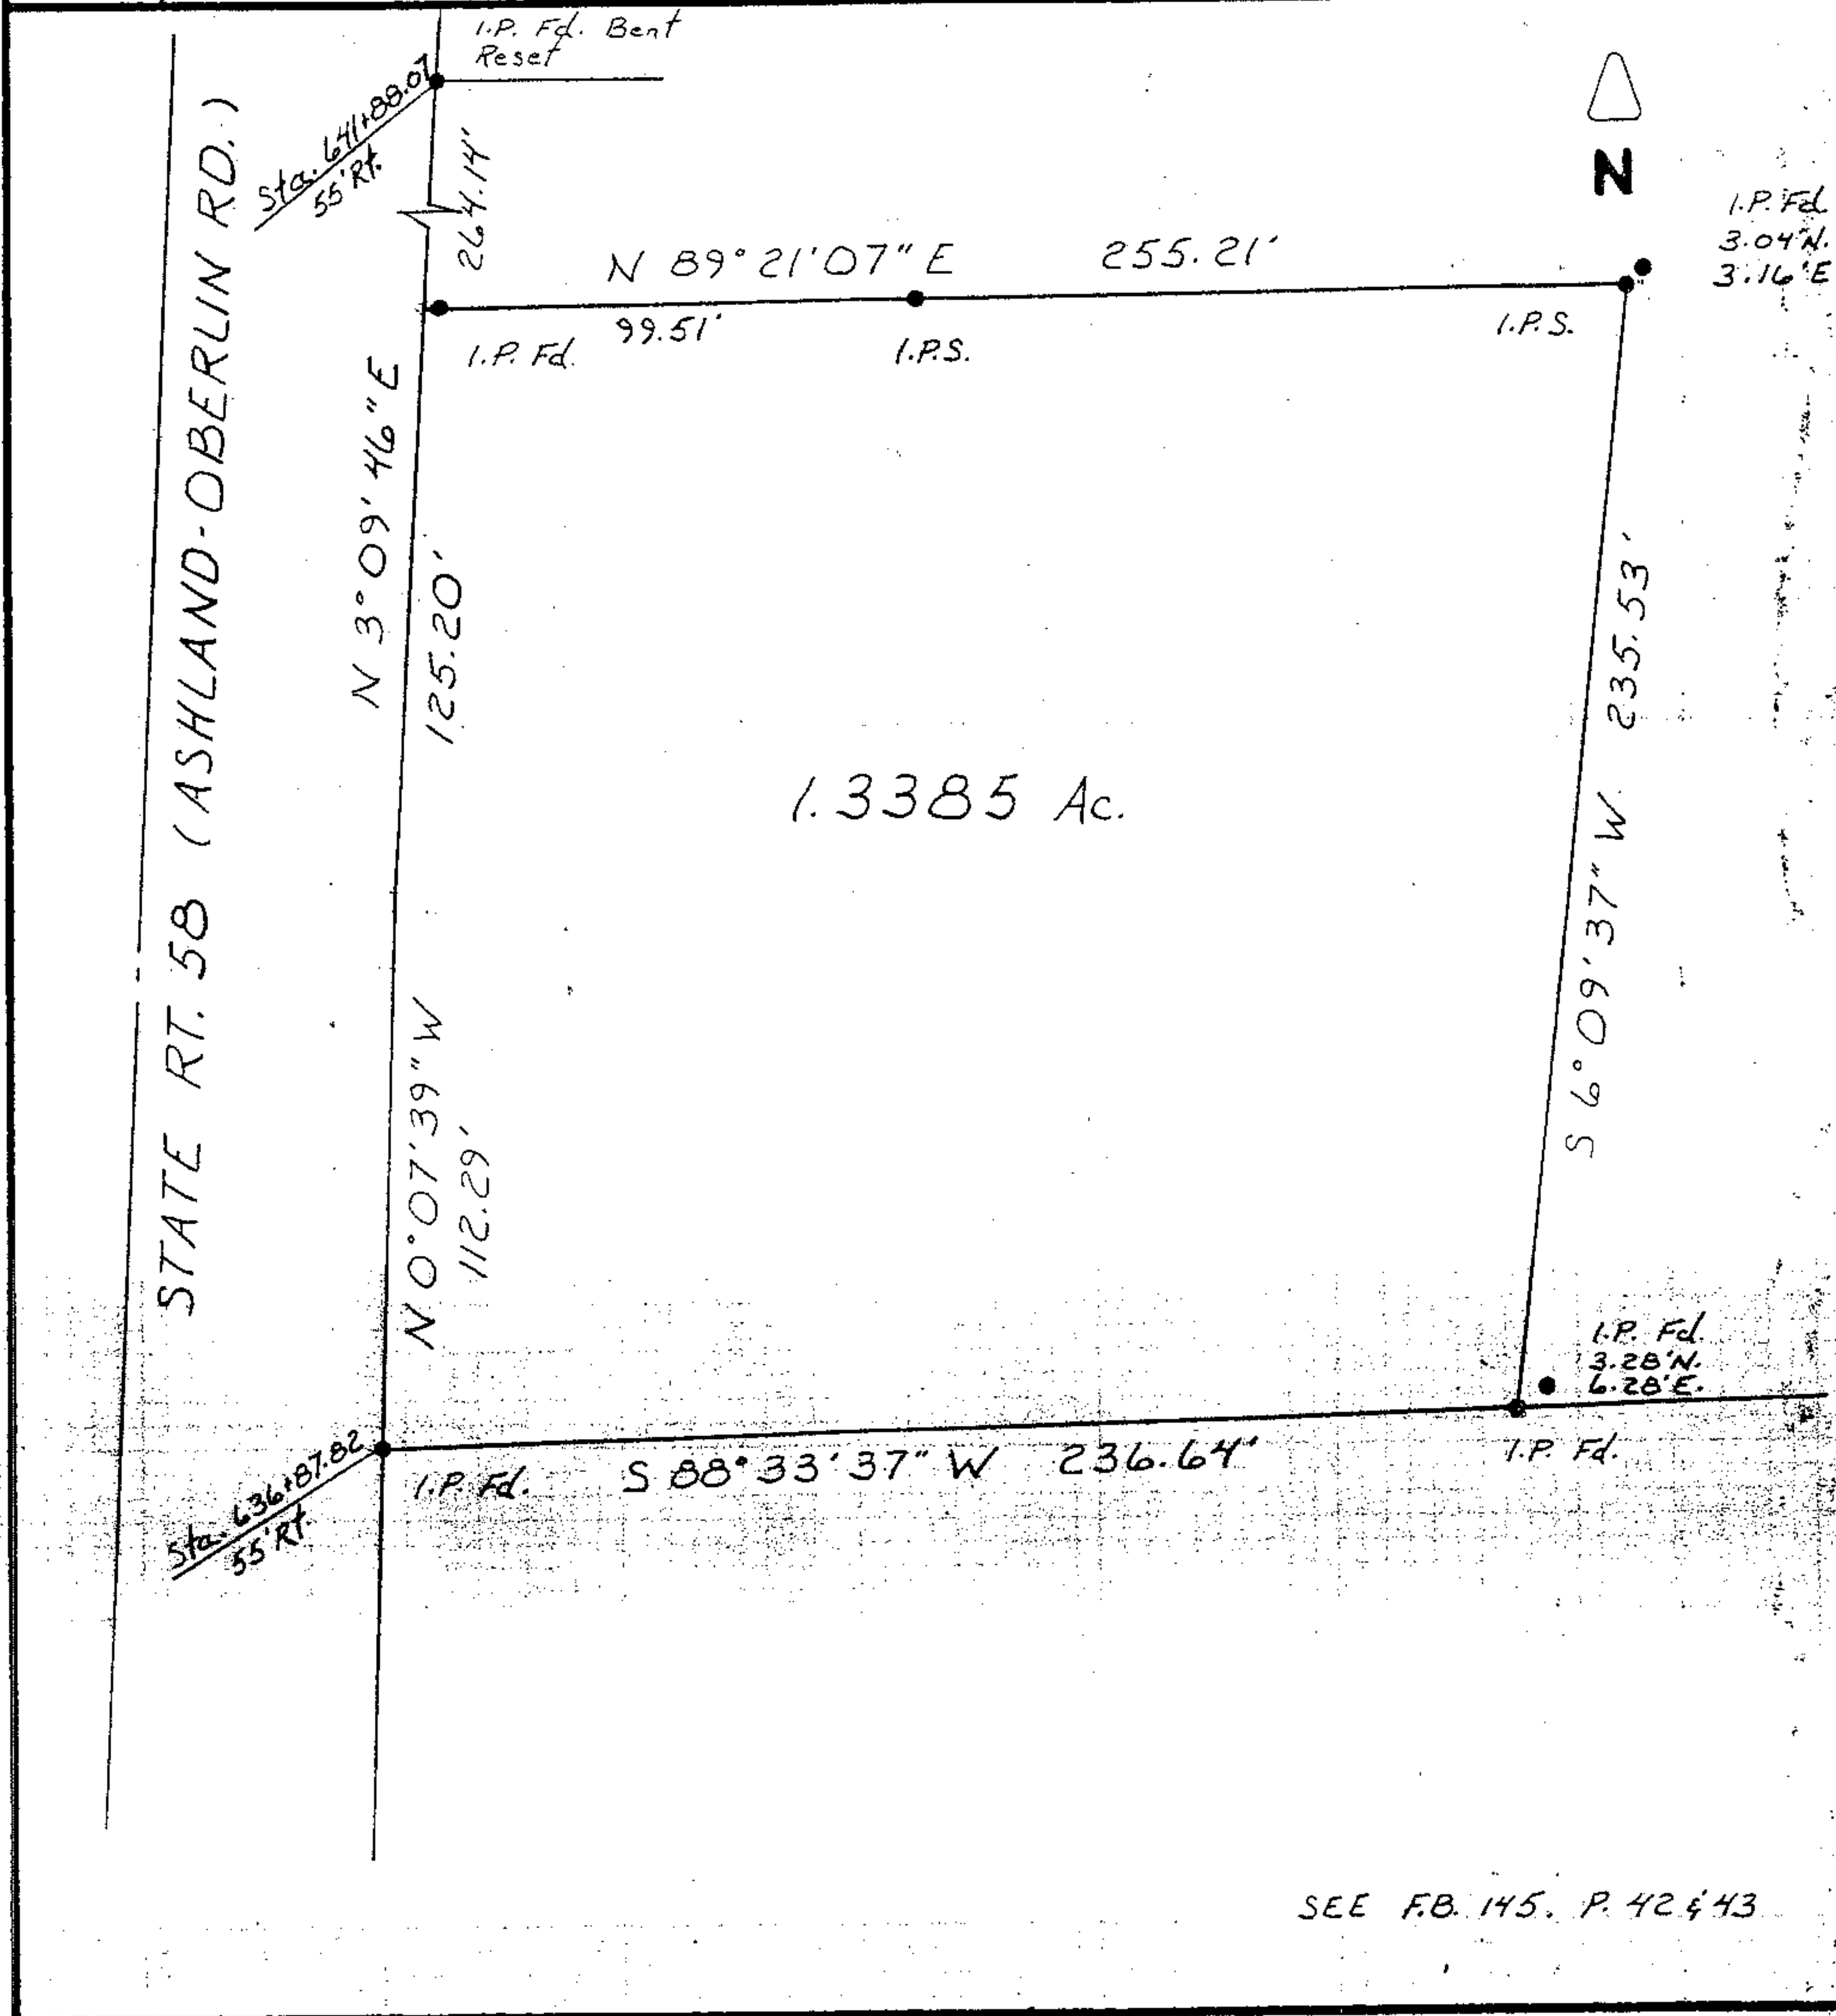 I.P. Fd. Bent
Reset
Sta. 641+88.07
55' Rt.
264.14'
N
I.P. Fd.
3.04'N.
3.16'E
N 89° 21' 07" E 255.21'
99.51'
I.P. Fd.
I.P.S.
I.P.S.
STATE RT. 58 (ASHLAND-OBERLIN RD.)
N 3° 09' 46" E
125.20'
1.3385 Ac.
S 6° 09' 37" W 235.53'
N 0° 07' 39" W
112.29'
I.P. Fd.
3.28'N.
6.28'E.
Sta. 636+87.82
55' Rt.
I.P. Fd.
S 88° 33' 37" W 236.64'
I.P. Fd.
SEE F.B. 145. P. 42 & 43